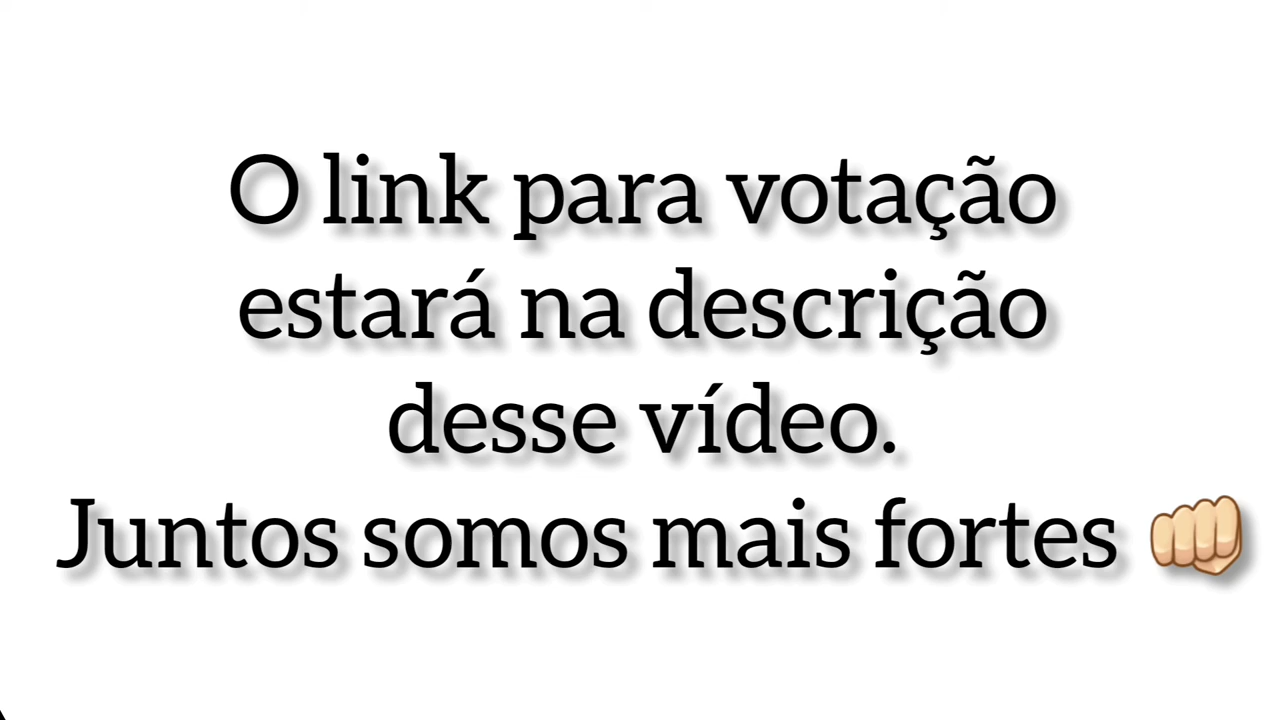 O link para votação
estará na descrição
desse vídeo.
Juntos somos mais fortes 👊🏼